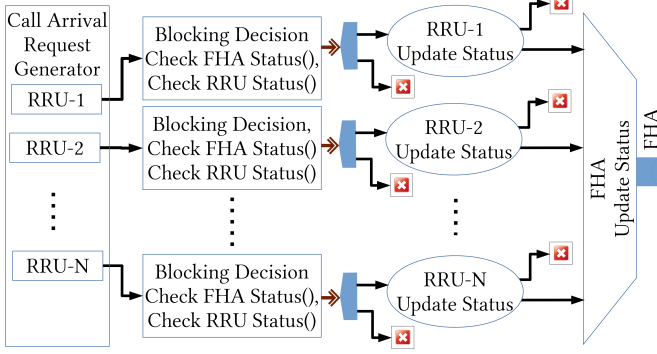 Call Arrival
Request
Generator
RRU-1
RRU-2
RRU-N
Blocking Decision
Check FHA Status(),
Check RRU Status()
Blocking Decision,
Check FHA Status()
Check RRU Status()
Blocking Decision
Check FHA Status(),
Check RRU Status()
RRU-1
Update Status
RRU-2
Update Status
RRU-N
Update Status
FHA
Update Status
FHA